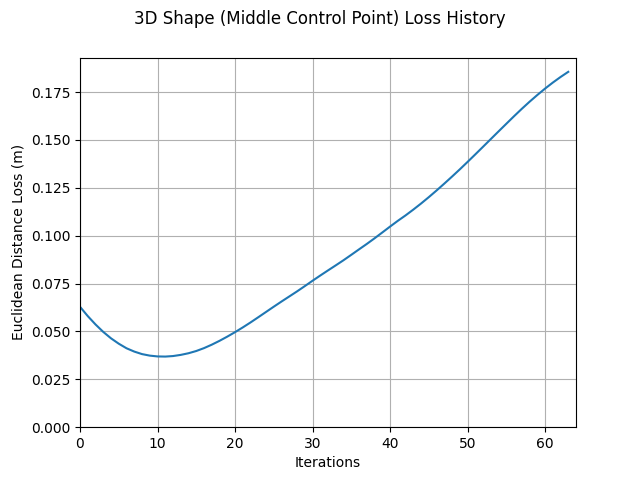 3D Shape (Middle Control Point) Loss History
Euclidean Distance Loss (m)
0.175
0.150
0.125
0.100
0.075
0.050
0.025
0.000
0 10 20 30 40 50 60
Iterations